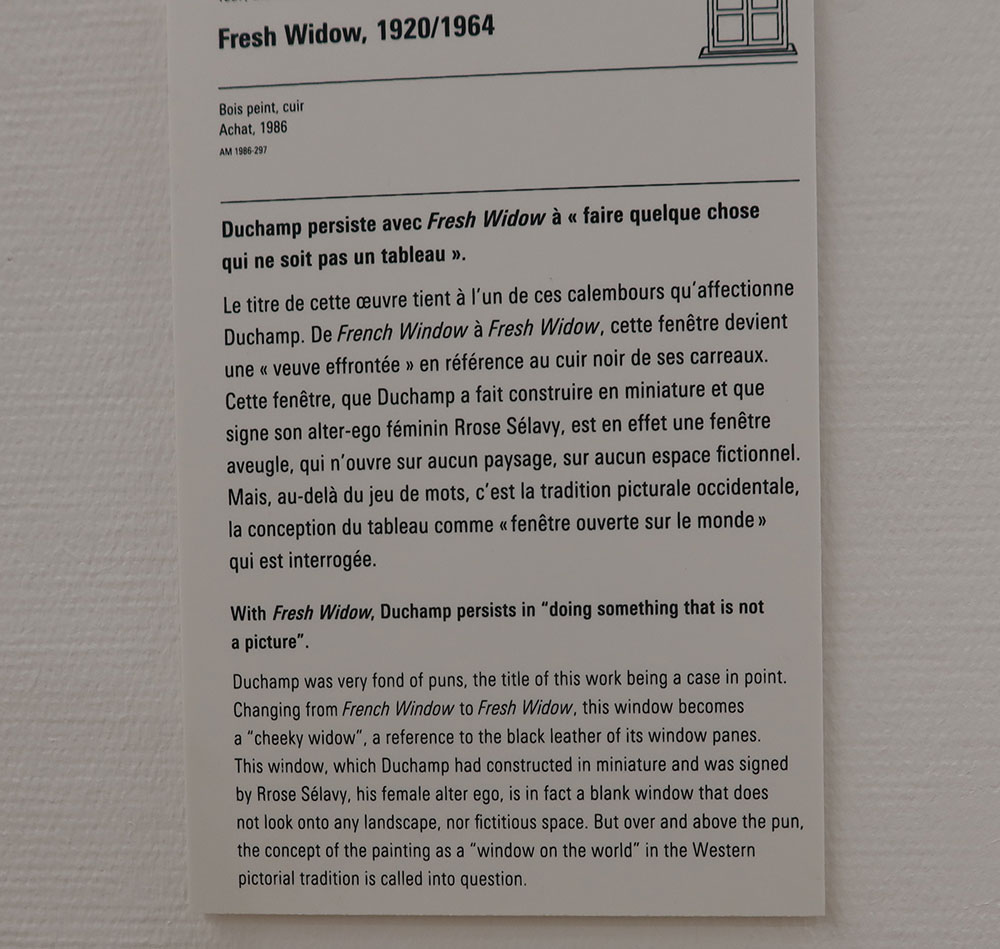 Fresh Widow, 1920/1964
Bois peint, cuir
Achat, 1986
AM 1986-297
Duchamp persiste avec Fresh Widow à « faire quelque chose
qui ne soit pas un tableau ».
Le titre de cette œuvre tient à l'un de ces calembours qu'affectionne
Duchamp. De French Window à Fresh Widow, cette fenêtre devient
une « veuve effrontée » en référence au cuir noir de ses carreaux.
Cette fenêtre, que Duchamp a fait construire en miniature et que
signe son alter-ego féminin Rrose Sélavy, est en effet une fenêtre
aveugle, qui n'ouvre sur aucun paysage, sur aucun espace fictionnel.
Mais, au-delà du jeu de mots, c'est la tradition picturale occidentale,
la conception du tableau comme « fenêtre ouverte sur le monde »
qui est interrogée.
With Fresh Widow, Duchamp persists in “doing something that is not
a picture”.
Duchamp was very fond of puns, the title of this work being a case in point.
Changing from French Window to Fresh Widow, this window becomes
a “cheeky widow”, a reference to the black leather of its window panes.
This window, which Duchamp had constructed in miniature and was signed
by Rrose Sélavy, his female alter ego, is in fact a blank window that does
not look onto any landscape, nor fictitious space. But over and above the pun,
the concept of the painting as a “window on the world” in the Western
pictorial tradition is called into question.